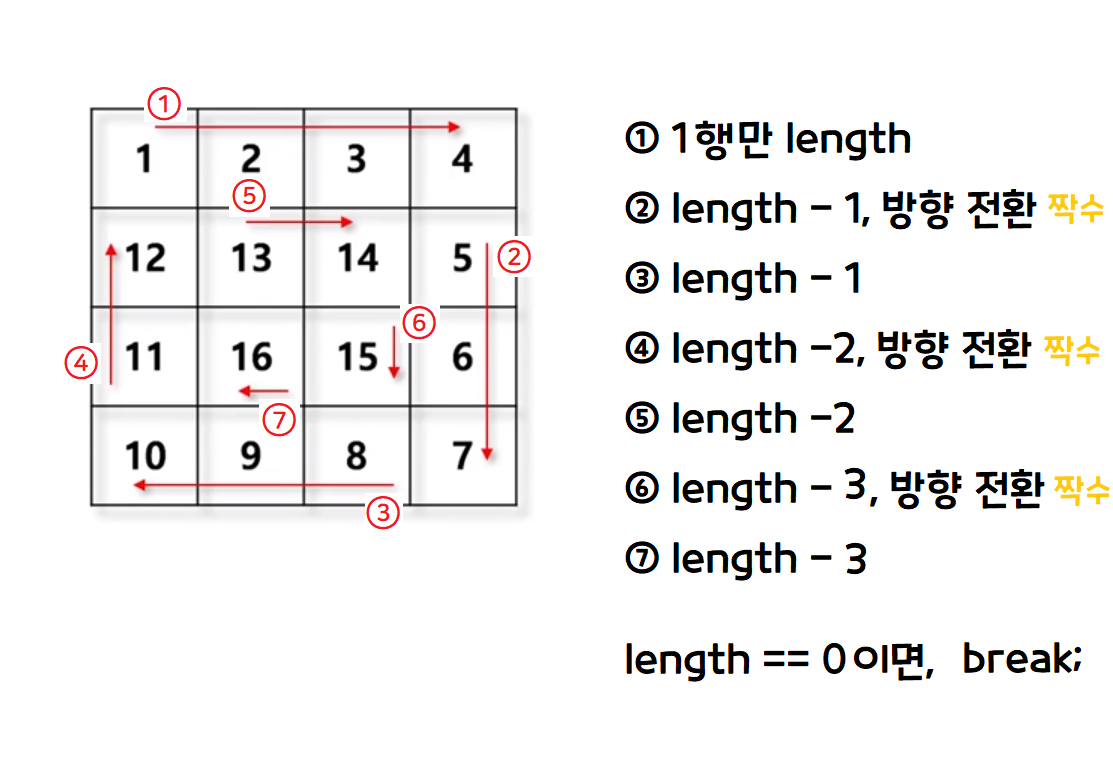 ①
1 2 3 4
⑤
12 13 14 5
②
⑥
④
11 16 15 6
⑦
10 9 8 7
③
① 1행만 length
② length - 1, 방향 전환 짝수
③ length - 1
④ length -2, 방향 전환 짝수
⑤ length -2
⑥ length - 3, 방향 전환 짝수
⑦ length - 3
length == 0이면, break;